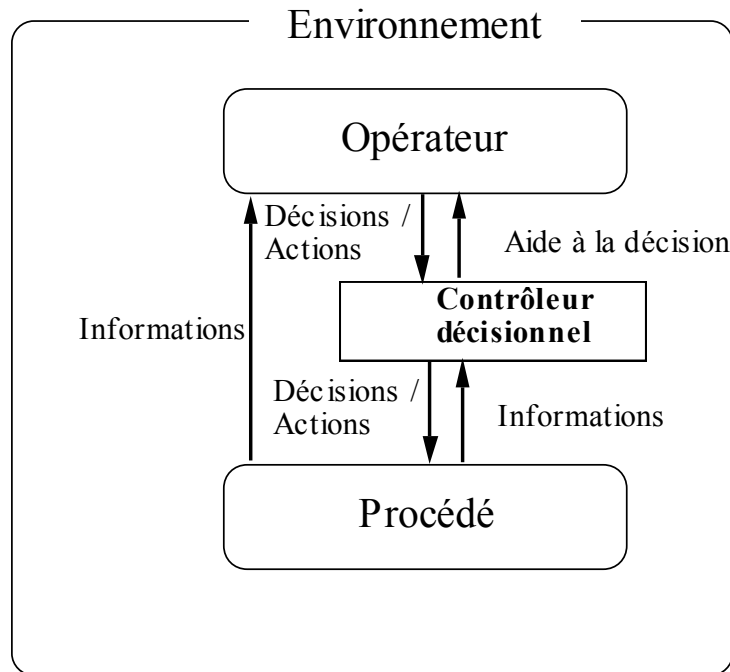 Environnement
Opérateur
Décisions /
Actions
Aide à la décision
Contrôleur
décisionnel
Informations
Décisions /
Actions
Informations
Procédé